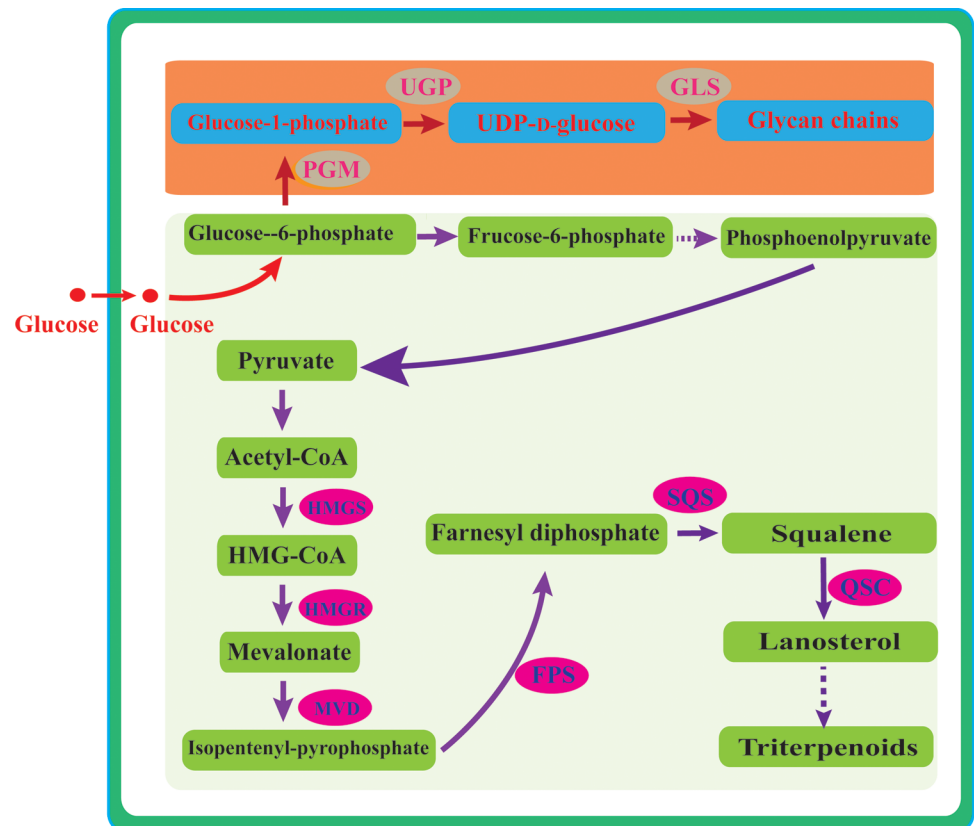 UGP
GLS
Glucose-1-phosphate
UDP-D-glucose
Glycan chains
PGM
Glucose--6-phosphate
Frucose-6-phosphate
Phosphoenolpyruvate
Glucose
Glucose
Pyruvate
Acetyl-CoA
HMGS
HMG-CoA
HMGR
Mevalonate
MVD
Isopentenyl-pyrophosphate
FPS
Farnesyl diphosphate
SQS
Squalene
QSC
Lanosterol
Triterpenoids